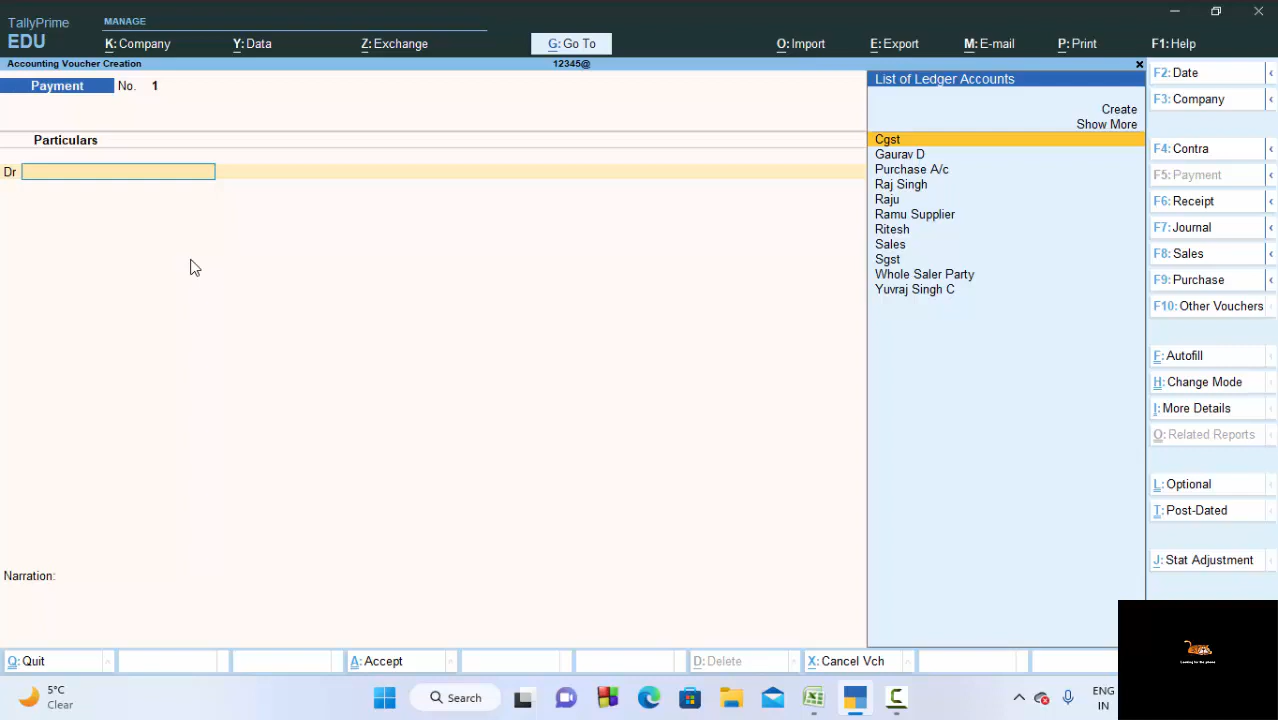 TallyPrime
EDU
MANAGE
K: Company
Y: Data
Z: Exchange
G: Go To
O: Import
E: Export
M: E-mail
P: Print
F1: Help
Accounting Voucher Creation
12345@
Payment No. 1
Particulars
Dr
Narration:
List of Ledger Accounts
Create
Show More
Cgst
Gaurav D
Purchase A/c
Raj Singh
Raju
Ramu Supplier
Ritesh
Sales
Sgst
Whole Saler Party
Yuvraj Singh C
F2: Date
F3: Company
F4: Contra
F5: Payment
F6: Receipt
F7: Journal
F8: Sales
F9: Purchase
F10: Other Vouchers
F: Autofill
H: Change Mode
I: More Details
O: Related Reports
L: Optional
T: Post-Dated
J: Stat Adjustment
Q: Quit
A: Accept
D: Delete
X: Cancel Vch
5°C
Clear
Search
ENG
IN